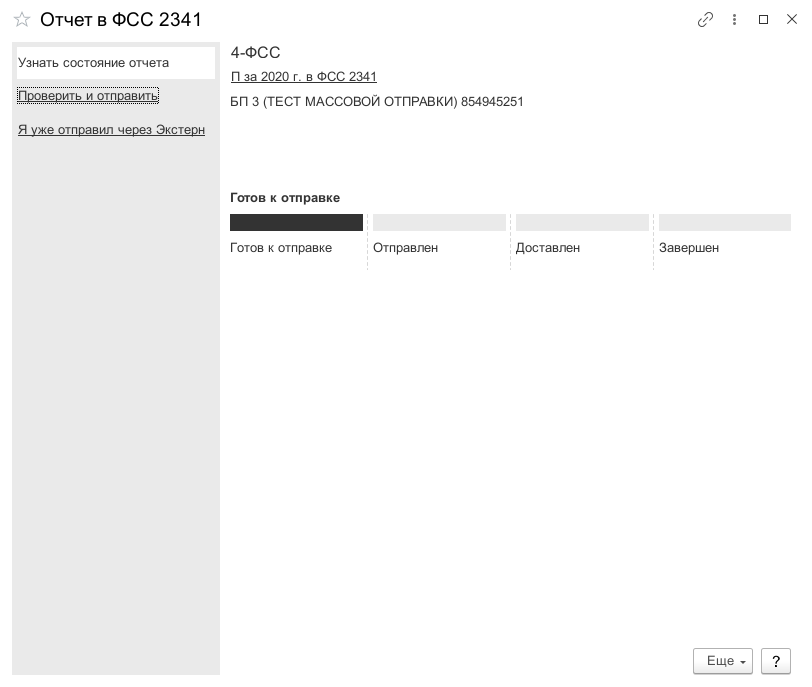 Отчет в ФСС 2341
Узнать состояние отчета
Проверить и отправить
Я уже отправил через Экстерн
4-ФСС
П за 2020 г. в ФСС 2341
БП 3 (ТЕСТ МАССОВОЙ ОТПРАВКИ) 854945251
Готов к отправке
Готов к отправке
Отправлен
Доставлен
Завершен
Еще
?